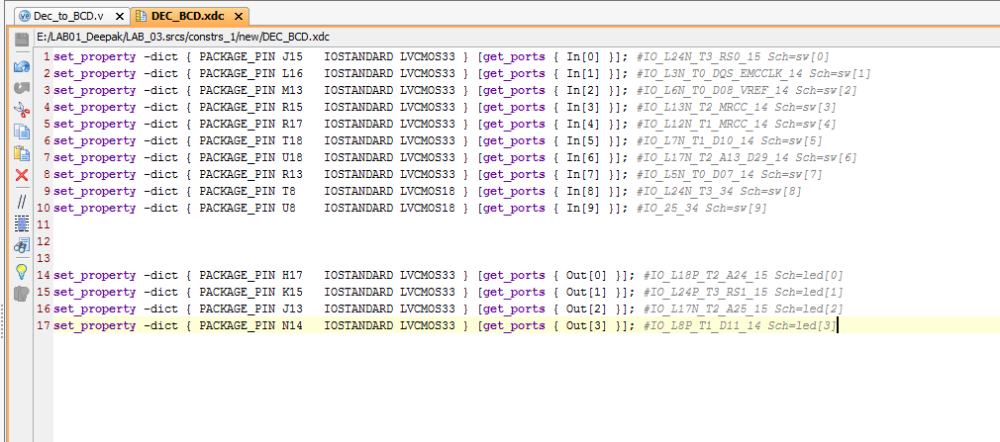 Dec_to_BCD.v × DEC_BCD.xdc ×
E:/LAB01_Deepak/LAB_03.srcs/constrs_1/new/DEC_BCD.xdc
1 set_property -dict { PACKAGE_PIN J15 IOSTANDARD LVCMOS33 } [get_ports { In[0] }]; #IO_L24N_T3_RS0_15 Sch=sw[0]
2 set_property -dict { PACKAGE_PIN L16 IOSTANDARD LVCMOS33 } [get_ports { In[1] }]; #IO_L3N_T0_DQS_EMCCLK_14 Sch=sw[1]
3 set_property -dict { PACKAGE_PIN M13 IOSTANDARD LVCMOS33 } [get_ports { In[2] }]; #IO_L6N_T0_D08_VREF_14 Sch=sw[2]
4 set_property -dict { PACKAGE_PIN R15 IOSTANDARD LVCMOS33 } [get_ports { In[3] }]; #IO_L13N_T2_MRCC_14 Sch=sw[3]
5 set_property -dict { PACKAGE_PIN R17 IOSTANDARD LVCMOS33 } [get_ports { In[4] }]; #IO_L12N_T1_MRCC_14 Sch=sw[4]
6 set_property -dict { PACKAGE_PIN T18 IOSTANDARD LVCMOS33 } [get_ports { In[5] }]; #IO_L7N_T1_D10_14 Sch=sw[5]
7 set_property -dict { PACKAGE_PIN U18 IOSTANDARD LVCMOS33 } [get_ports { In[6] }]; #IO_L17N_T2_A13_D29_14 Sch=sw[6]
8 set_property -dict { PACKAGE_PIN R13 IOSTANDARD LVCMOS33 } [get_ports { In[7] }]; #IO_L5N_T0_D07_14 Sch=sw[7]
9 set_property -dict { PACKAGE_PIN T8 IOSTANDARD LVCMOS18 } [get_ports { In[8] }]; #IO_L24N_T3_34 Sch=sw[8]
10 set_property -dict { PACKAGE_PIN U8 IOSTANDARD LVCMOS18 } [get_ports { In[9] }]; #IO_25_34 Sch=sw[9]
11
12
13
14 set_property -dict { PACKAGE_PIN H17 IOSTANDARD LVCMOS33 } [get_ports { Out[0] }]; #IO_L18P_T2_A24_15 Sch=led[0]
15 set_property -dict { PACKAGE_PIN K15 IOSTANDARD LVCMOS33 } [get_ports { Out[1] }]; #IO_L24P_T3_RS1_15 Sch=led[1]
16 set_property -dict { PACKAGE_PIN J13 IOSTANDARD LVCMOS33 } [get_ports { Out[2] }]; #IO_L17N_T2_A25_15 Sch=led[2]
17 set_property -dict { PACKAGE_PIN N14 IOSTANDARD LVCMOS33 } [get_ports { Out[3] }]; #IO_L8P_T1_D11_14 Sch=led[3]